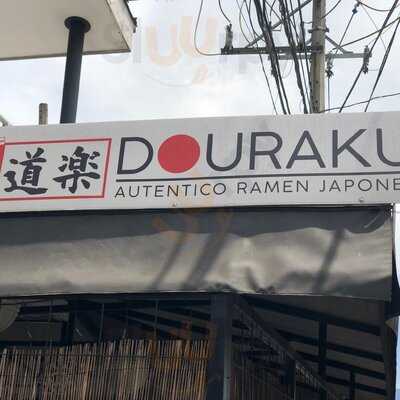 道楽
DOURAKU
AUTENTICO RAMEN JAPONE